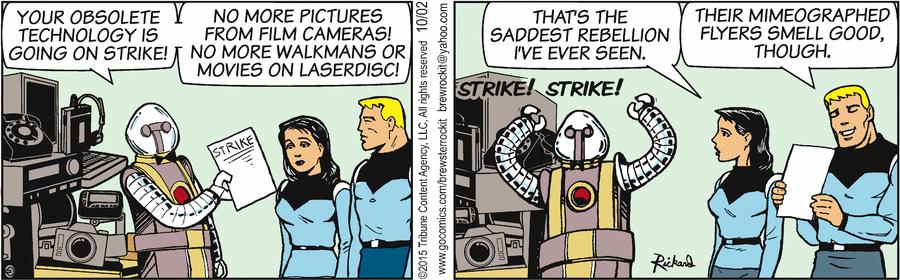 YOUR OBSOLETE
TECHNOLOGY IS
GOING ON STRIKE!
NO MORE PICTURES
FROM FILM CAMERAS!
NO MORE WALKMANS OR
MOVIES ON LASERDISC!
STRIKE
©2015 Tribune Content Agency, LLC. All rights reserved 10/02
www.gocomics.com/brewsterrockit brewrockit@yahoo.com
THAT'S THE
SADDEST REBELLION
I'VE EVER SEEN.
THEIR MIMEOGRAPHED
FLYERS SMELL GOOD,
THOUGH.
STRIKE! STRIKE!
Rickard